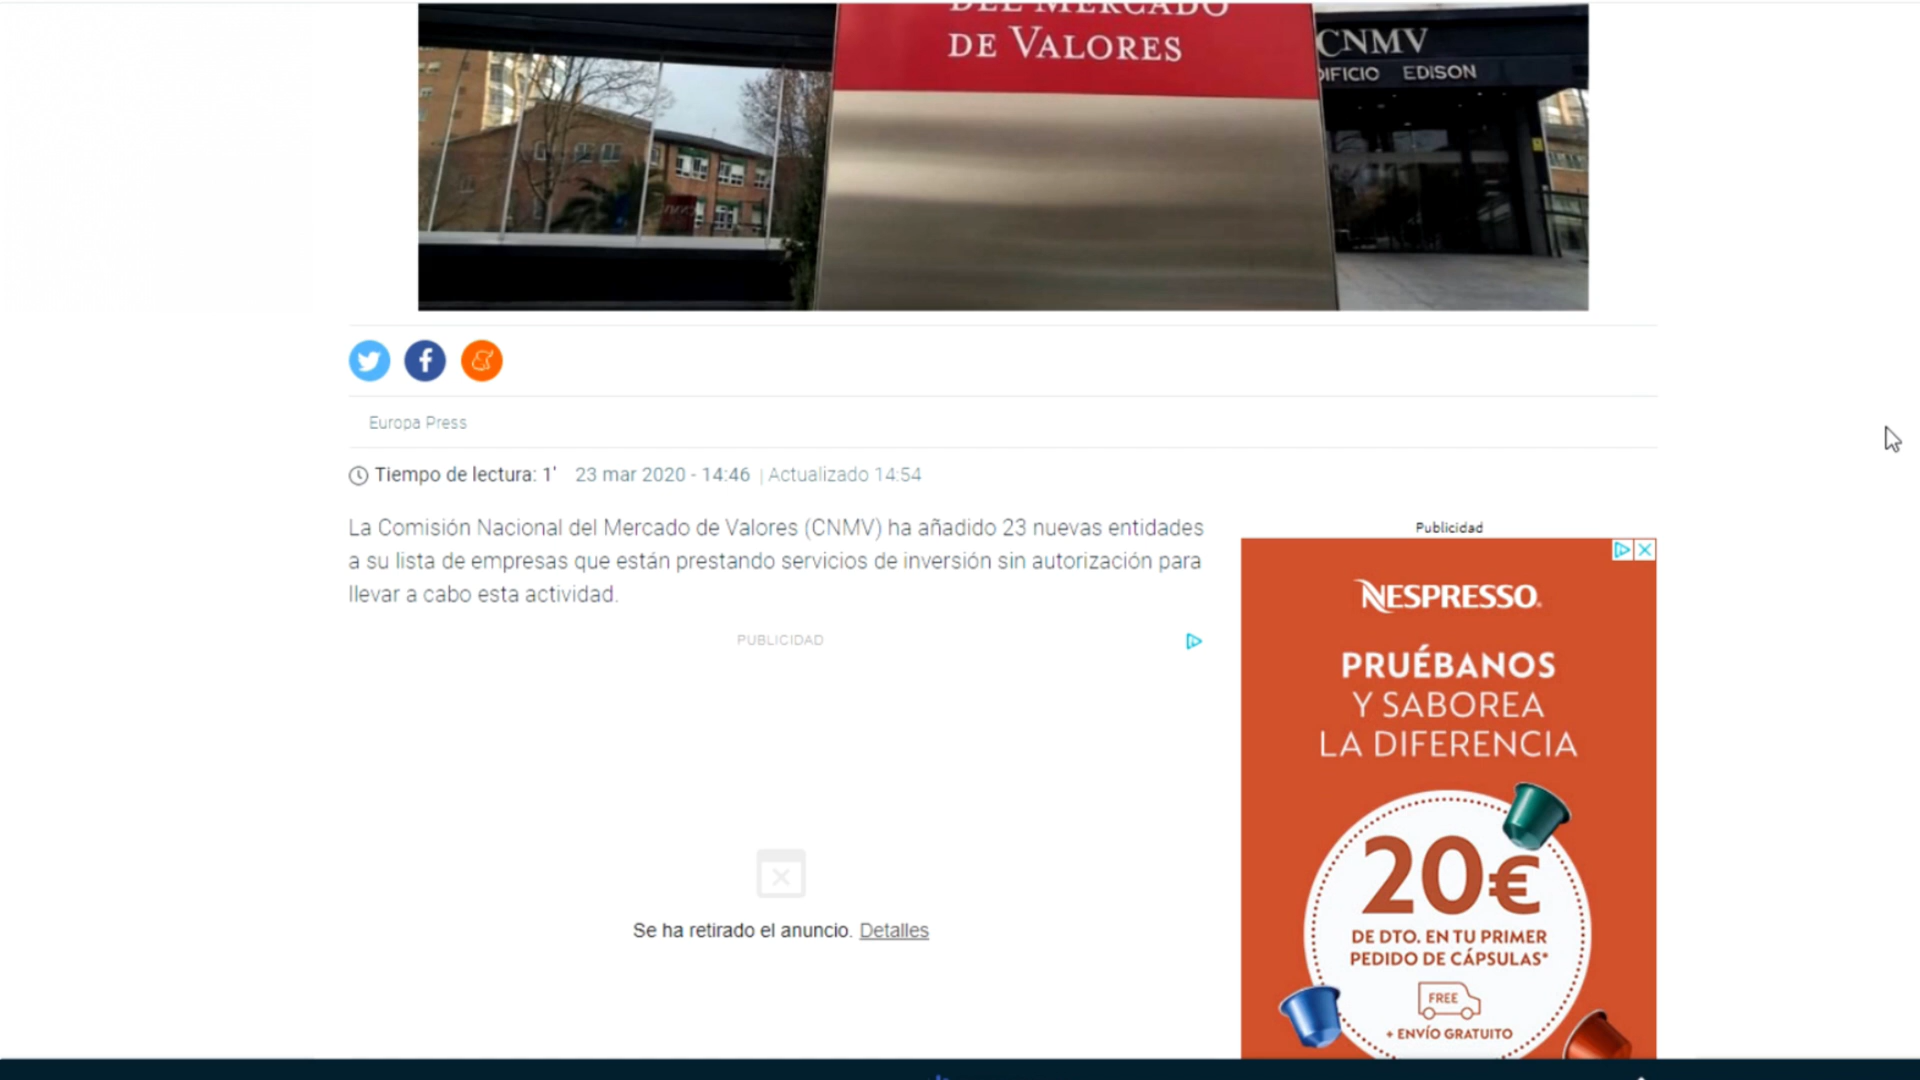 DEL MERCADO
DE VALORES
CNMV
EDISON
Europa Press
Tiempo de lectura: 1' 23 mar 2020 - 14:46 | Actualizado 14:54
La Comisión Nacional del Mercado de Valores (CNMV) ha añadido 23 nuevas entidades
a su lista de empresas que están prestando servicios de inversión sin autorización para
llevar a cabo esta actividad.
PUBLICIDAD
Se ha retirado el anuncio. Detalles
Publicidad
NESPRESSO.
PRUÉBANOS
Y SABOREA
LA DIFERENCIA
20€
DE DTO. EN TU PRIMER
PEDIDO DE CÁPSULAS*
FREE
+ ENVÍO GRATUITO